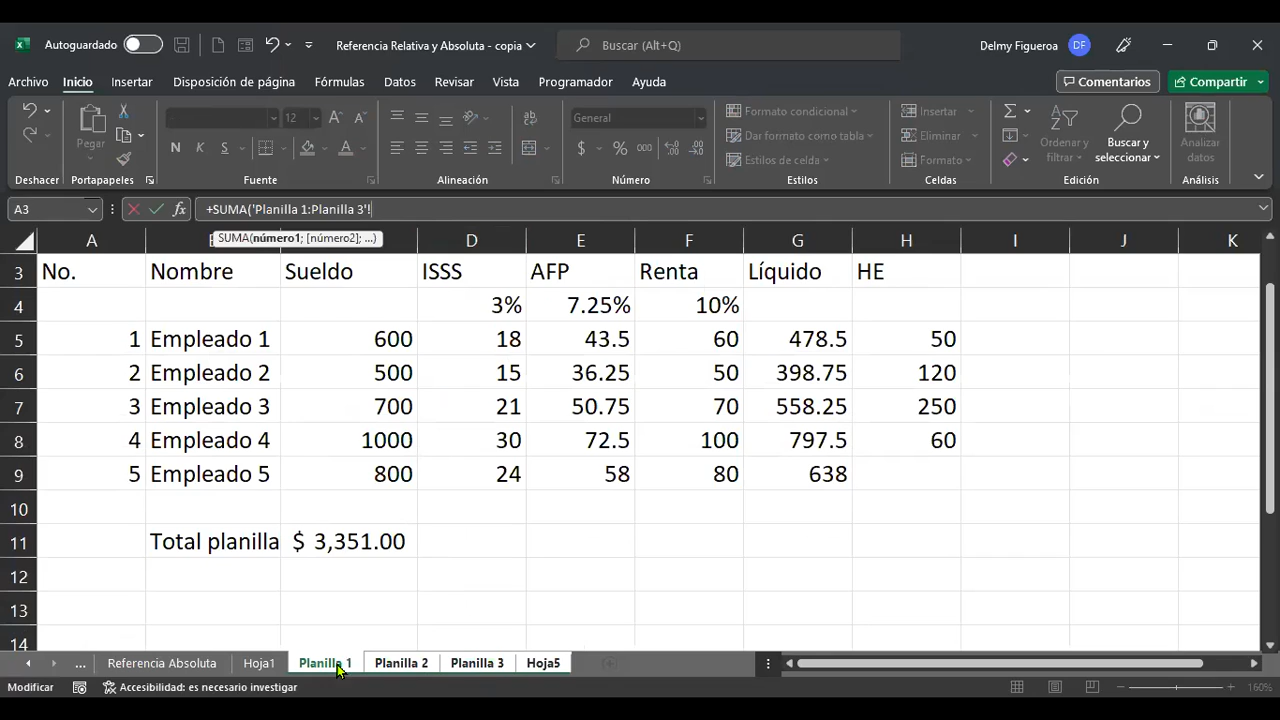 Autoguardado Referencia Relativa y Absoluta - copia Buscar (Alt+Q) Delmy Figueroa DF
Archivo Inicio Insertar Disposición de página Fórmulas Datos Revisar Vista Programador Ayuda Comentarios Compartir
Pegar
12
N K S
General
$ % 000
Formato condicional
Dar formato como tabla
Estilos de celda
Insertar
Eliminar
Formato
Ordenar y filtrar
Buscar y seleccionar
Analizar datos
Deshacer Portapapeles Fuente Alineación Número Estilos Celdas Edición Análisis
A3 fx +SUMA('Planilla 1:Planilla 3'!
SUMA(número1; [número2]; ...)
A D E F G H I J K
3 No. Nombre Sueldo ISSS AFP Renta Líquido HE
4 3% 7.25% 10%
5 1 Empleado 1 600 18 43.5 60 478.5 50
6 2 Empleado 2 500 15 36.25 50 398.75 120
7 3 Empleado 3 700 21 50.75 70 558.25 250
8 4 Empleado 4 1000 30 72.5 100 797.5 60
9 5 Empleado 5 800 24 58 80 638
10
11 Total planilla $ 3,351.00
12
13
14
... Referencia Absoluta Hoja1 Planilla 1 Planilla 2 Planilla 3 Hoja5
Modificar Accesibilidad: es necesario investigar 160%